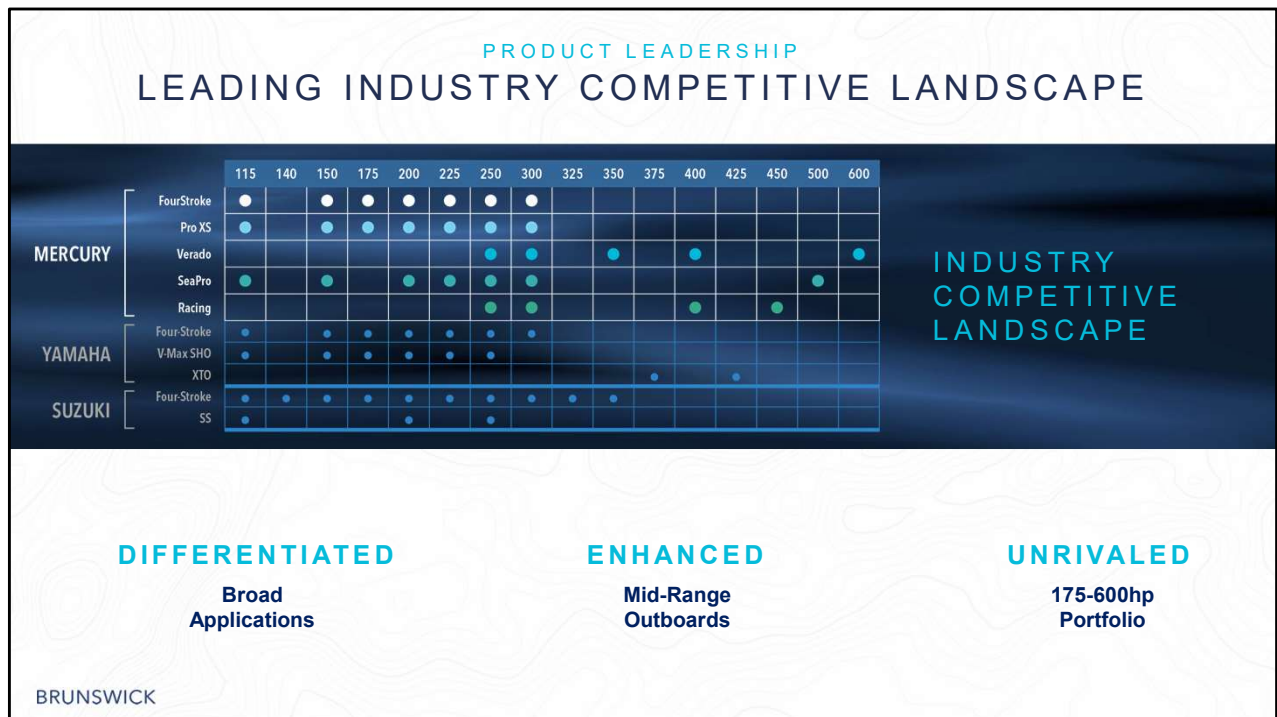 PRODUCT LEADERSHIP
LEADING INDUSTRY COMPETITIVE LANDSCAPE
115 140 150 175 200 225 250 300 325 350 375 400 425 450 500 600
MERCURY
FourStroke
Pro XS
Verado
SeaPro
Racing
YAMAHA
Four-Stroke
V-Max SHO
XTO
SUZUKI
Four-Stroke
SS
INDUSTRY
COMPETITIVE
LANDSCAPE
DIFFERENTIATED
Broad
Applications
ENHANCED
Mid-Range
Outboards
UNRIVALED
175-600hp
Portfolio
BRUNSWICK